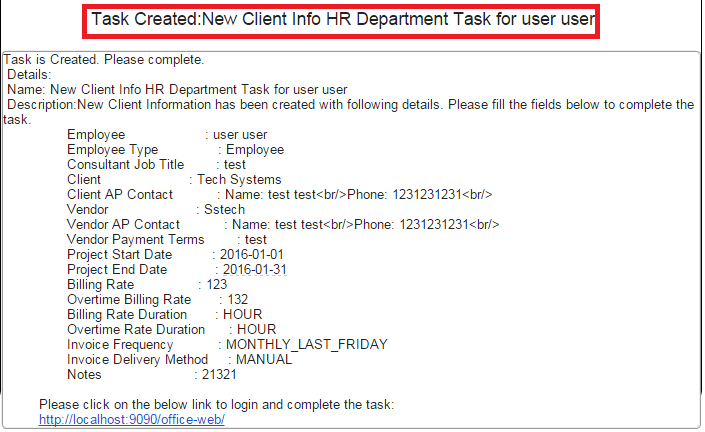 Task Created:New Client Info HR Department Task for user user
Task is Created. Please complete.
Details:
Name: New Client Info HR Department Task for user user
Description:New Client Information has been created with following details. Please fill the fields below to complete the
task.
Employee : user user
Employee Type : Employee
Consultant Job Title : test
Client : Tech Systems
Client AP Contact : Name: test test<br/>Phone: 1231231231<br/>
Vendor : Sstech
Vendor AP Contact : Name: test test<br/>Phone: 1231231231<br/>
Vendor Payment Terms : test
Project Start Date : 2016-01-01
Project End Date : 2016-01-31
Billing Rate : 123
Overtime Billing Rate : 132
Billing Rate Duration : HOUR
Overtime Rate Duration : HOUR
Invoice Frequency : MONTHLY_LAST_FRIDAY
Invoice Delivery Method : MANUAL
Notes : 21321
Please click on the below link to login and complete the task:
http://localhost:9090/office-web/